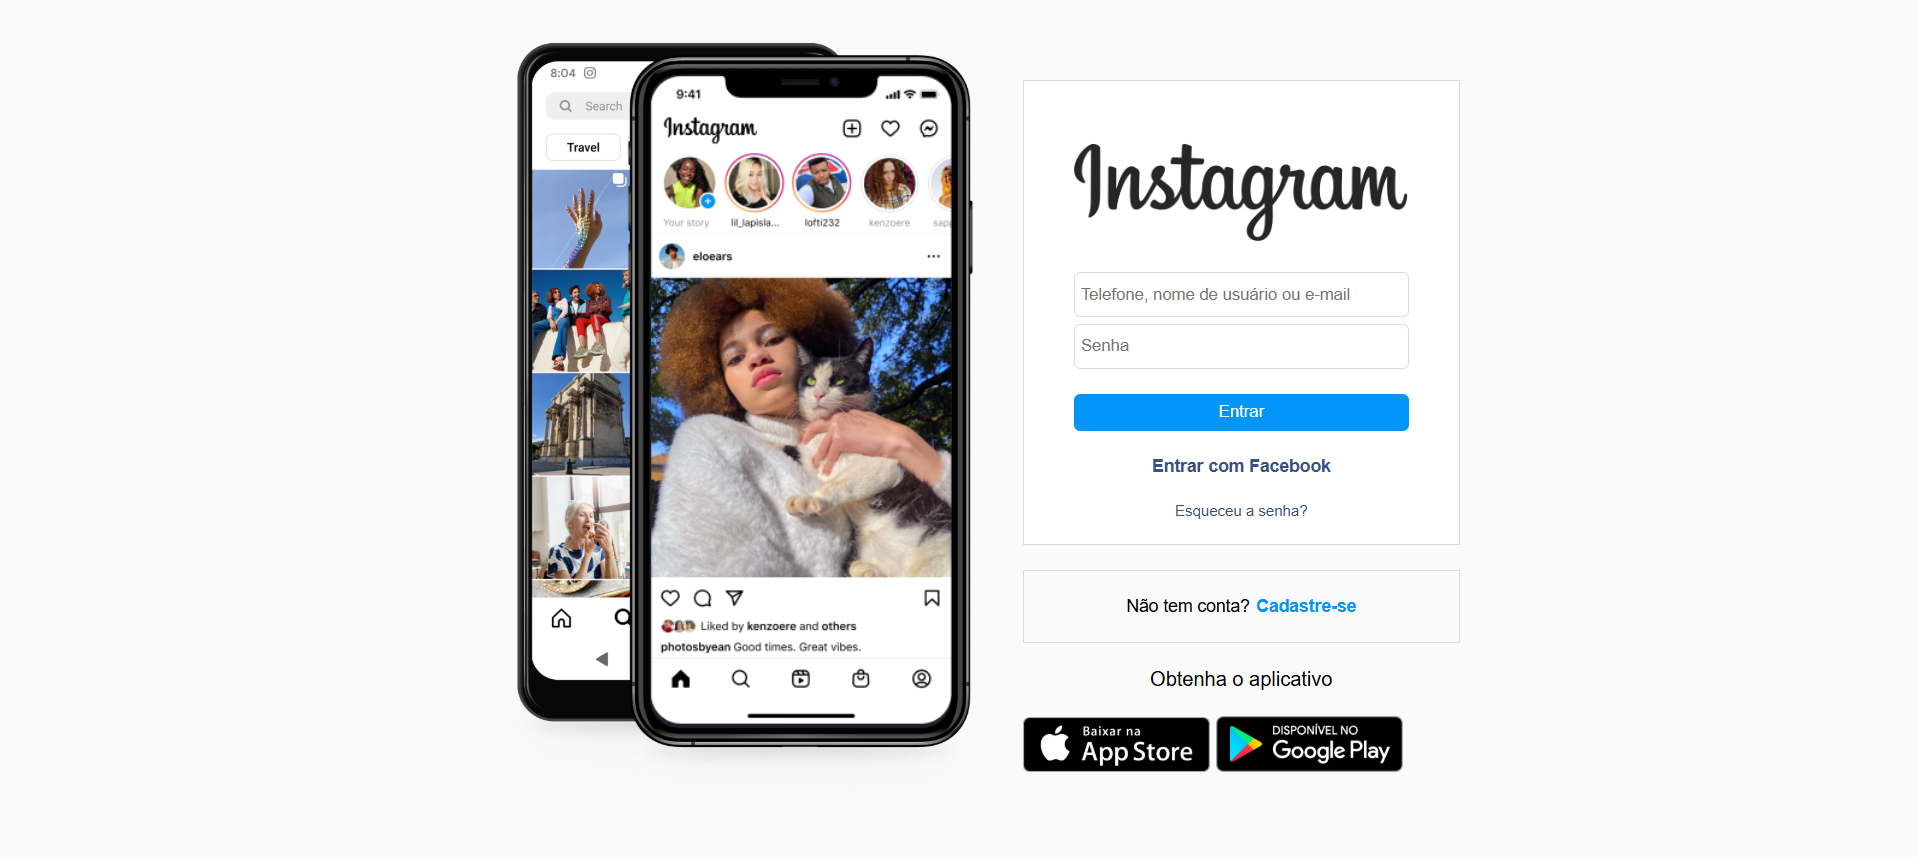 8:04
Search
Travel
9:41
Instagram
Your story
lil_lapisla...
lofti232
kenzoere
sapp
eloears
Liked by kenzoere and others
photosbyean Good times. Great vibes.
Instagram
Telefone, nome de usuário ou e-mail
Senha
Entrar
Entrar com Facebook
Esqueceu a senha?
Não tem conta? Cadastre-se
Obtenha o aplicativo
Baixar na
App Store
DISPONÍVEL NO
Google Play